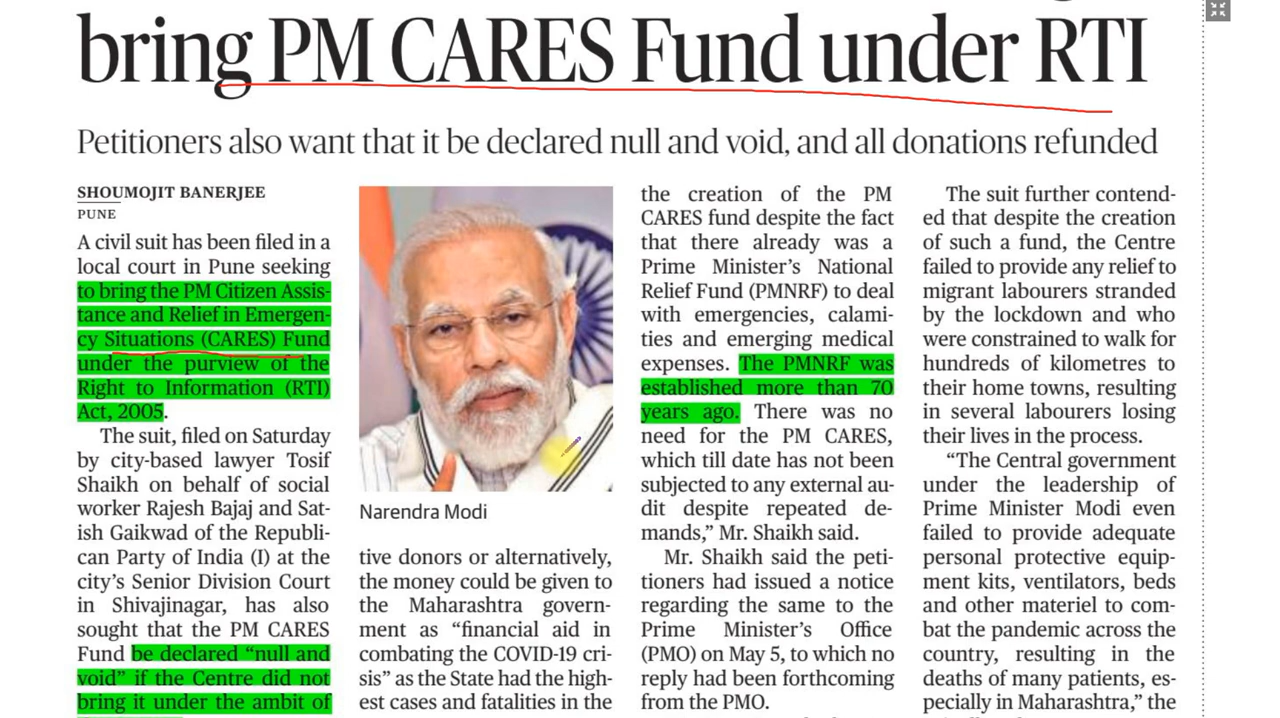 bring PM CARES Fund under RTI
Petitioners also want that it be declared null and void, and all donations refunded
SHOUMOJIT BANERJEE
PUNE
A civil suit has been filed in a
local court in Pune seeking
to bring the PM Citizen Assis-
tance and Relief in Emergen-
cy Situations (CARES) Fund
under the purview of the
Right to Information (RTI)
Act, 2005.
The suit, filed on Saturday
by city-based lawyer Tosif
Shaikh on behalf of social
worker Rajesh Bajaj and Sat-
ish Gaikwad of the Republi-
can Party of India (I) at the
city's Senior Division Court
in Shivajinagar, has also
sought that the PM CARES
Fund be declared "null and
void" if the Centre did not
bring it under the ambit of
Narendra Modi
tive donors or alternatively,
the money could be given to
the Maharashtra govern-
ment as "financial aid in
combating the COVID-19 cri-
sis" as the State had the high-
est cases and fatalities in the
the creation of the PM
CARES fund despite the fact
that there already was a
Prime Minister's National
Relief Fund (PMNRF) to deal
with emergencies, calami-
ties and emerging medical
expenses. The PMNRF was
established more than 70
years ago. There was no
need for the PM CARES,
which till date has not been
subjected to any external au-
dit despite repeated de-
mands," Mr. Shaikh said.
Mr. Shaikh said the peti-
tioners had issued a notice
regarding the same to the
Prime Minister's Office
(PMO) on May 5, to which no
reply had been forthcoming
from the PMO.
The suit further contend-
ed that despite the creation
of such a fund, the Centre
failed to provide any relief to
migrant labourers stranded
by the lockdown and who
were constrained to walk for
hundreds of kilometres to
their home towns, resulting
in several labourers losing
their lives in the process.
"The Central government
under the leadership of
Prime Minister Modi even
failed to provide adequate
personal protective equip-
ment kits, ventilators, beds
and other materiel to com-
bat the pandemic across the
country, resulting in the
deaths of many patients, es-
pecially in Maharashtra," the